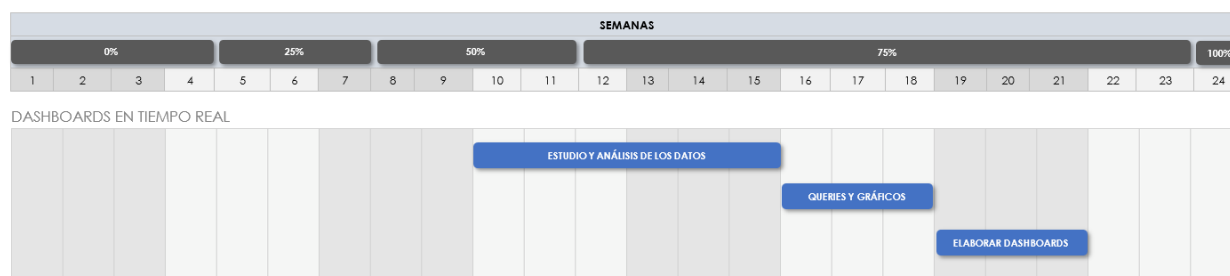 SEMANAS
0% 25% 50% 75% 100%
1 2 3 4 5 6 7 8 9 10 11 12 13 14 15 16 17 18 19 20 21 22 23 24
DASHBOARDS EN TIEMPO REAL
ESTUDIO Y ANÁLISIS DE LOS DATOS
QUERIES Y GRÁFICOS
ELABORAR DASHBOARDS